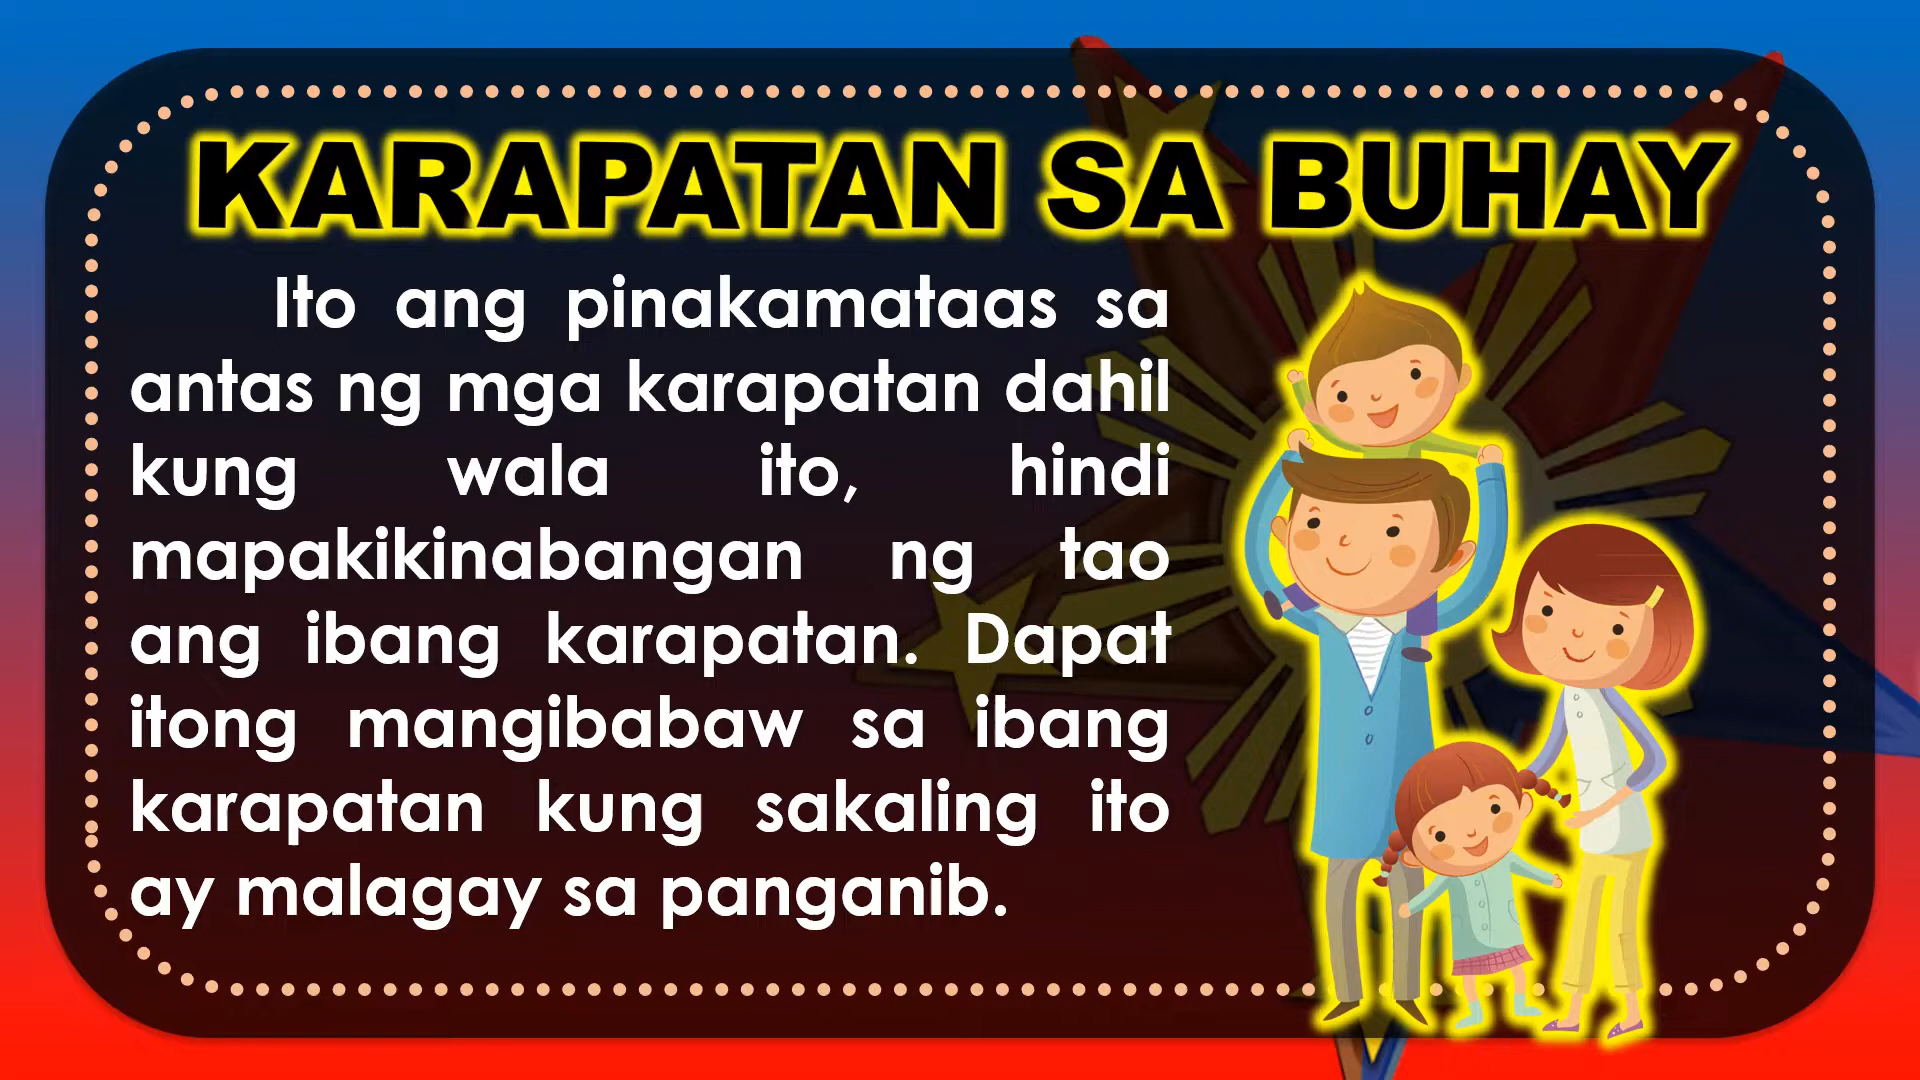 KARAPATAN SA BUHAY
Ito ang pinakamataas sa
antas ng mga karapatan dahil
kung wala ito, hindi
mapakikinabangan ng tao
ang ibang karapatan. Dapat
itong mangibabaw sa ibang
karapatan kung sakaling ito
ay malagay sa panganib.